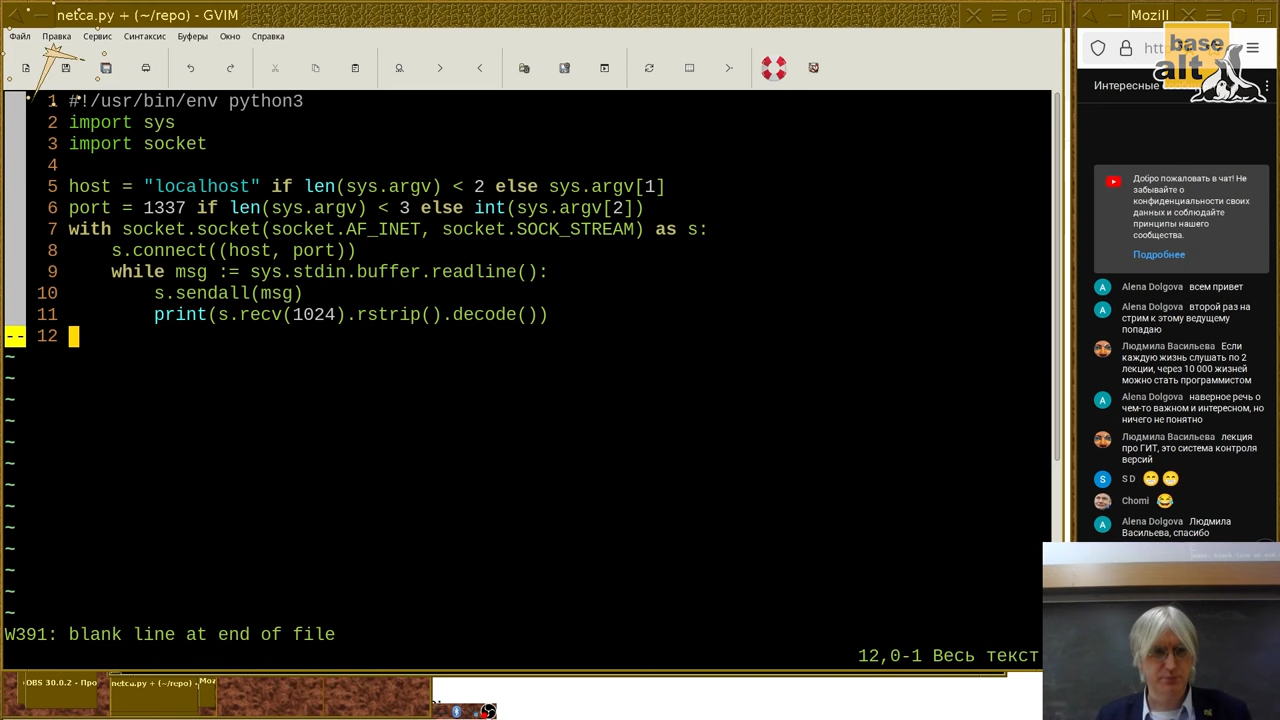 netca.py + (~/repo) - GVIM
Mozill
Файл Правка Сервис Синтаксис Буферы Окно Справка
htt
base
alt
Интересные
1 #!/usr/bin/env python3
2 import sys
3 import socket
4
5 host = "localhost" if len(sys.argv) < 2 else sys.argv[1]
6 port = 1337 if len(sys.argv) < 3 else int(sys.argv[2])
7 with socket.socket(socket.AF_INET, socket.SOCK_STREAM) as s:
8     s.connect((host, port))
9     while msg := sys.stdin.buffer.readline():
10         s.sendall(msg)
11         print(s.recv(1024).rstrip().decode())
-- 12
~
~
~
~
~
~
~
~
~
~
~
~
~
W391: blank line at end of file
12,0-1 Весь текст
Добро пожаловать в чат! Не
забывайте о
конфиденциальности своих
данных и соблюдайте
принципы нашего
сообщества.
Подробнее
A Alena Dolgova всем привет
A Alena Dolgova второй раз на
стрим к этому ведущему
попадаю
Людмила Васильева Если
каждую жизнь слушать по 2
лекции, через 10 000 жизней
можно стать программистом
A Alena Dolgova наверное речь о
чем-то важном и интересном, но
ничего не понятно
Людмила Васильева лекция
про ГИТ, это система контроля
версий
S S D 😁😁
Chomi 😂
A Alena Dolgova Людмила
Васильева, спасибо
OBS 30.0.2 - Про
netca.py + (~/repo) -
Moz